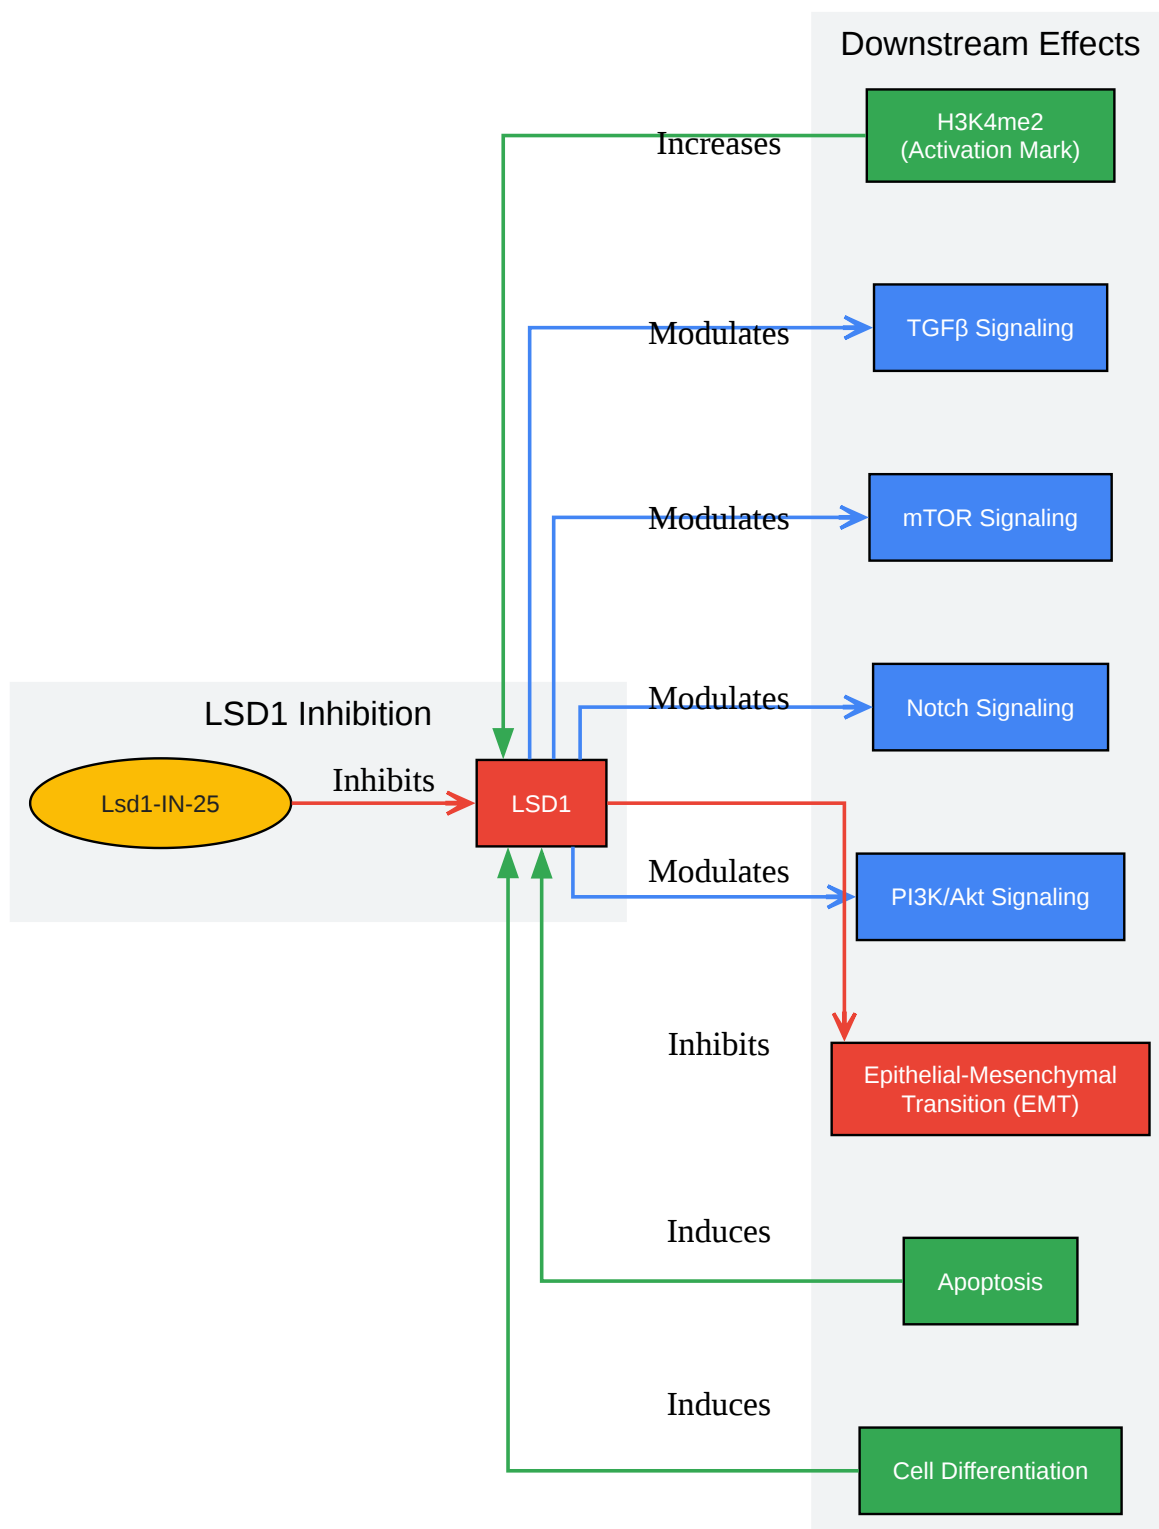 Downstream Effects
H3K4me2
(Activation Mark)
Increases
TGFβ Signaling
Modulates
mTOR Signaling
Modulates
Notch Signaling
Modulates
LSD1 Inhibition
Lsd1-IN-25
Inhibits
LSD1
Modulates
PI3K/Akt Signaling
Inhibits
Epithelial-Mesenchymal
Transition (EMT)
Induces
Apoptosis
Induces
Cell Differentiation